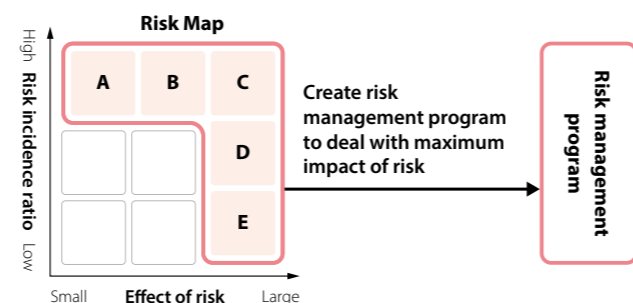 Risk Map
High
Risk incidence ratio
Low
A
B
C
D
E
Small
Effect of risk
Large
Create risk
management program
to deal with maximum
impact of risk
Risk management
program